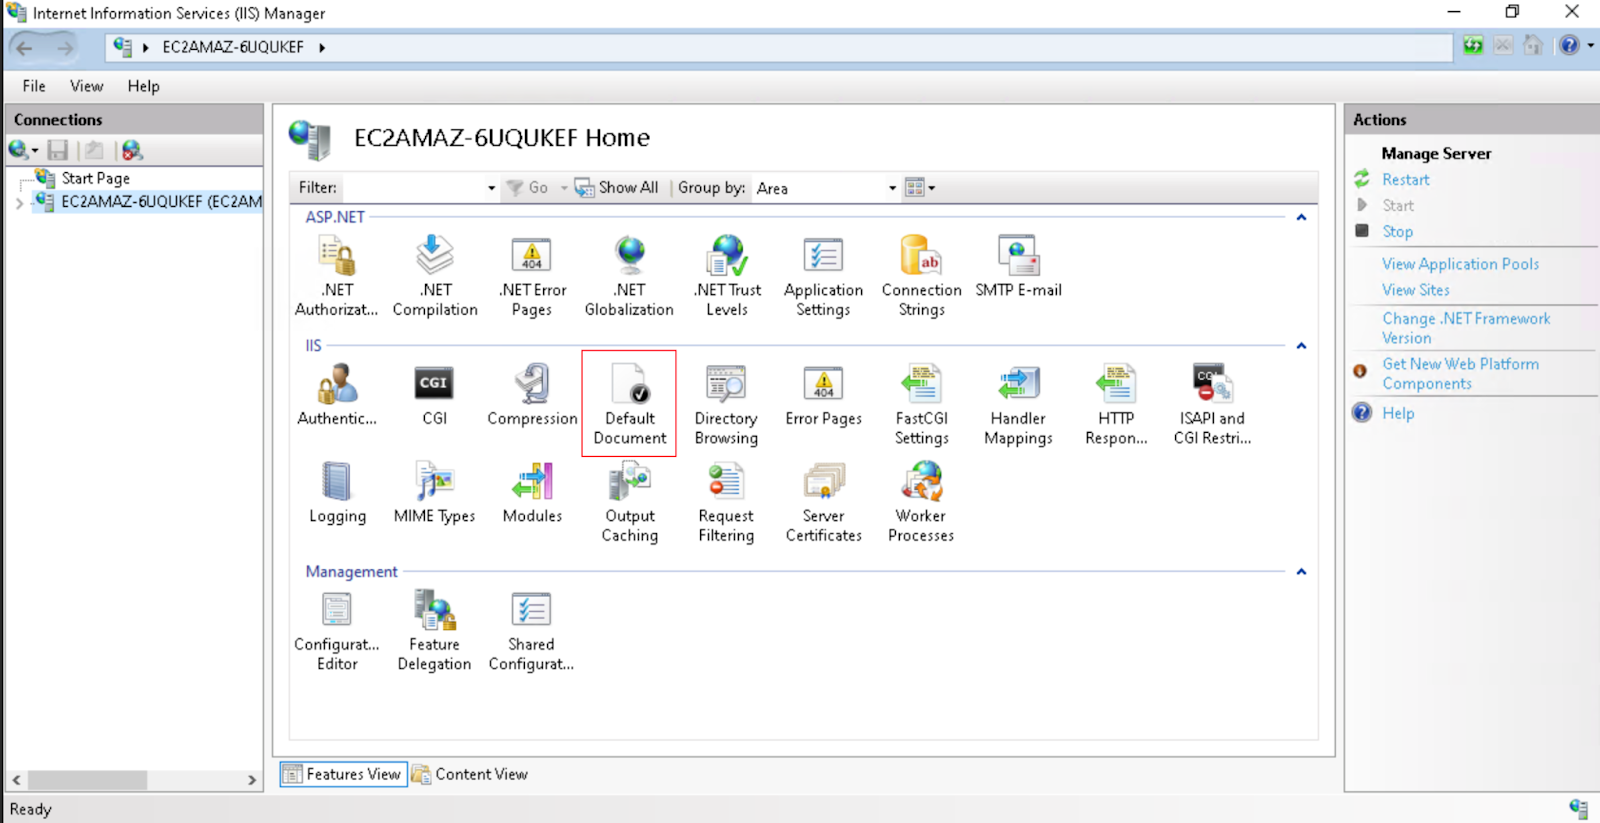 Internet Information Services (IIS) Manager
EC2AMAZ-6UQUKEF
File View Help
Connections
Start Page
EC2AMAZ-6UQUKEF (EC2AM
EC2AMAZ-6UQUKEF Home
Filter: Go Show All Group by: Area
ASP.NET
.NET Authorizat...
.NET Compilation
404
.NET Error Pages
.NET Globalization
.NET Trust Levels
Application Settings
ab
Connection Strings
SMTP E-mail
IIS
Authentic...
CGI
CGI
Compression
Default Document
Directory Browsing
404
Error Pages
FastCGI Settings
Handler Mappings
HTTP Respon...
CGI
ISAPI and CGI Restri...
Logging
MIME Types
Modules
Output Caching
Request Filtering
Server Certificates
Worker Processes
Management
Configurat... Editor
Feature Delegation
Shared Configurat...
Features View Content View
Actions
Manage Server
Restart
Start
Stop
View Application Pools
View Sites
Change .NET Framework
Version
Get New Web Platform
Components
Help
Ready